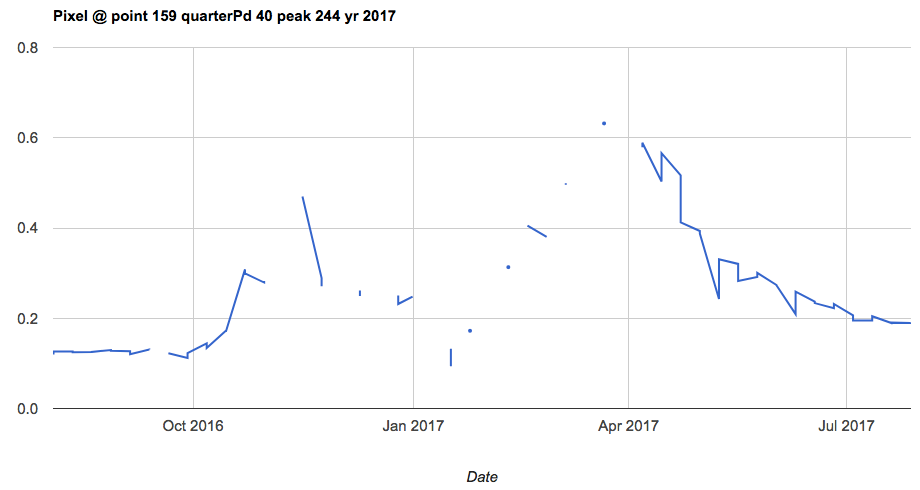 Pixel @ point 159 quarterPd 40 peak 244 yr 2017
0.8
0.6
0.4
0.2
0.0
Oct 2016 Jan 2017 Apr 2017 Jul 2017
Date